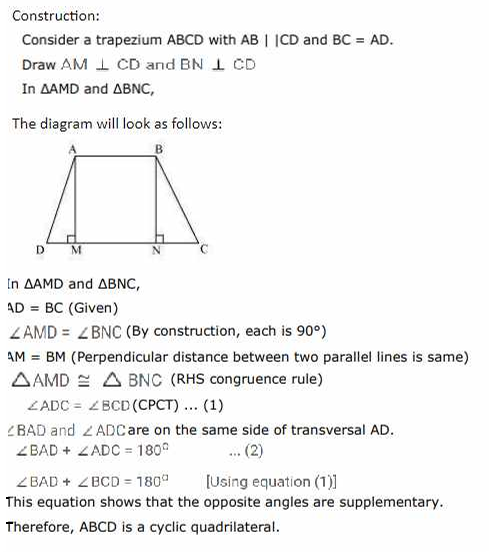 Construction:
Consider a trapezium ABCD with AB | |CD and BC = AD.
Draw AM ⊥ CD and BN ⊥ CD
In ΔAMD and ΔBNC,
The diagram will look as follows:
A B
D M N C
In ΔAMD and ΔBNC,
AD = BC (Given)
∠AMD = ∠BNC (By construction, each is 90°)
AM = BM (Perpendicular distance between two parallel lines is same)
△AMD ≅ △ BNC (RHS congruence rule)
∠ADC = ∠BCD (CPCT) ... (1)
∠BAD and ∠ADC are on the same side of transversal AD.
∠BAD + ∠ADC = 180° ... (2)
∠BAD + ∠BCD = 180° [Using equation (1)]
This equation shows that the opposite angles are supplementary.
Therefore, ABCD is a cyclic quadrilateral.